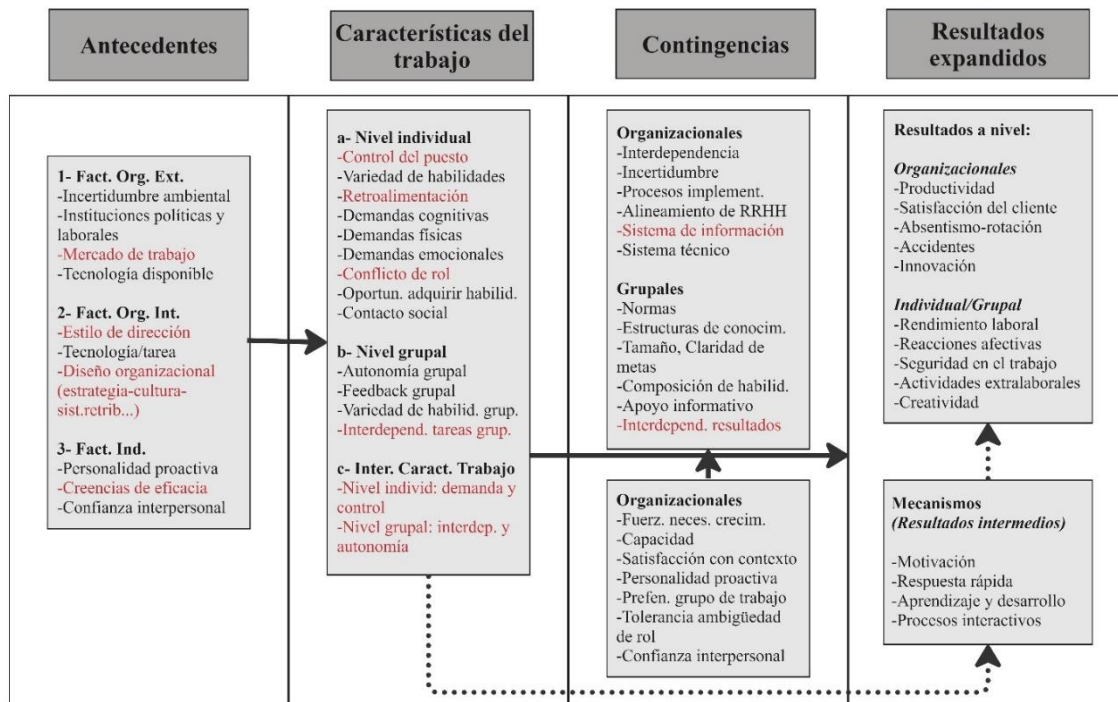 Antecedentes
Características del
trabajo
Contingencias
Resultados
expandidos
1- Fact. Org. Ext.
-Incertidumbre ambiental
-Instituciones políticas y
laborales
-Mercado de trabajo
-Tecnología disponible
2- Fact. Org. Int.
-Estilo de dirección
-Tecnología/tarea
-Diseño organizacional
(estrategia-cultura-
sist.retrib...)
3- Fact. Ind.
-Personalidad proactiva
-Creencias de eficacia
-Confianza interpersonal
a- Nivel individual
-Control del puesto
-Variedad de habilidades
-Retroalimentación
-Demandas cognitivas
-Demandas físicas
-Demandas emocionales
-Conflicto de rol
-Oportun. adquirir habilid.
-Contacto social
b- Nivel grupal
-Autonomía grupal
-Feedback grupal
-Variedad de habilid. grup.
-Interdepend. tareas grup.
c- Inter. Caract. Trabajo
-Nivel individ: demanda y
control
-Nivel grupal: interdep. y
autonomía
Organizacionales
-Interdependencia
-Incertidumbre
-Procesos implement.
-Alineamiento de RRHH
-Sistema de información
-Sistema técnico
Grupales
-Normas
-Estructuras de conocim.
-Tamaño, Claridad de
metas
-Composición de habilid.
-Apoyo informativo
-Interdepend. resultados
Organizacionales
-Fuerz. neces. crecim.
-Capacidad
-Satisfacción con contexto
-Personalidad proactiva
-Prefen. grupo de trabajo
-Tolerancia ambigüedad
de rol
-Confianza interpersonal
Resultados a nivel:
Organizacionales
-Productividad
-Satisfacción del cliente
-Absentismo-rotación
-Accidentes
-Innovación
Individual/Grupal
-Rendimiento laboral
-Reacciones afectivas
-Seguridad en el trabajo
-Actividades extralaborales
-Creatividad
Mecanismos
(Resultados intermedios)
-Motivación
-Respuesta rápida
-Aprendizaje y desarrollo
-Procesos interactivos